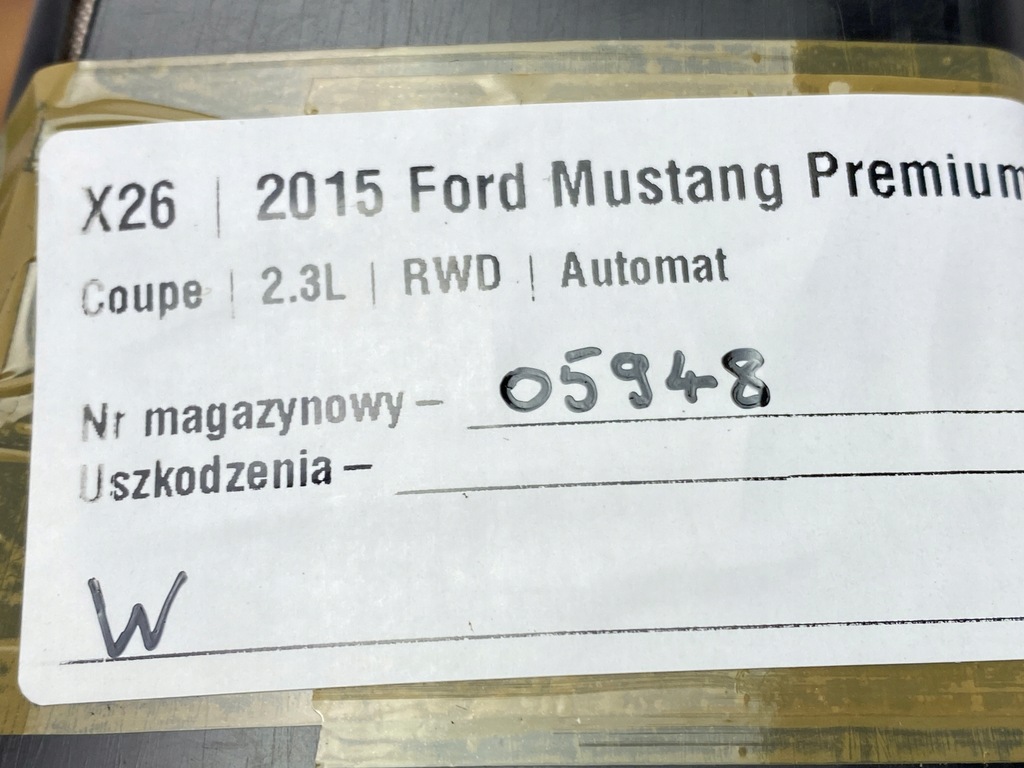 X26 | 2015 Ford Mustang Premium
Coupe | 2.3L | RWD | Automat
Nr magazynowy – 05948
Uszkodzenia –
W